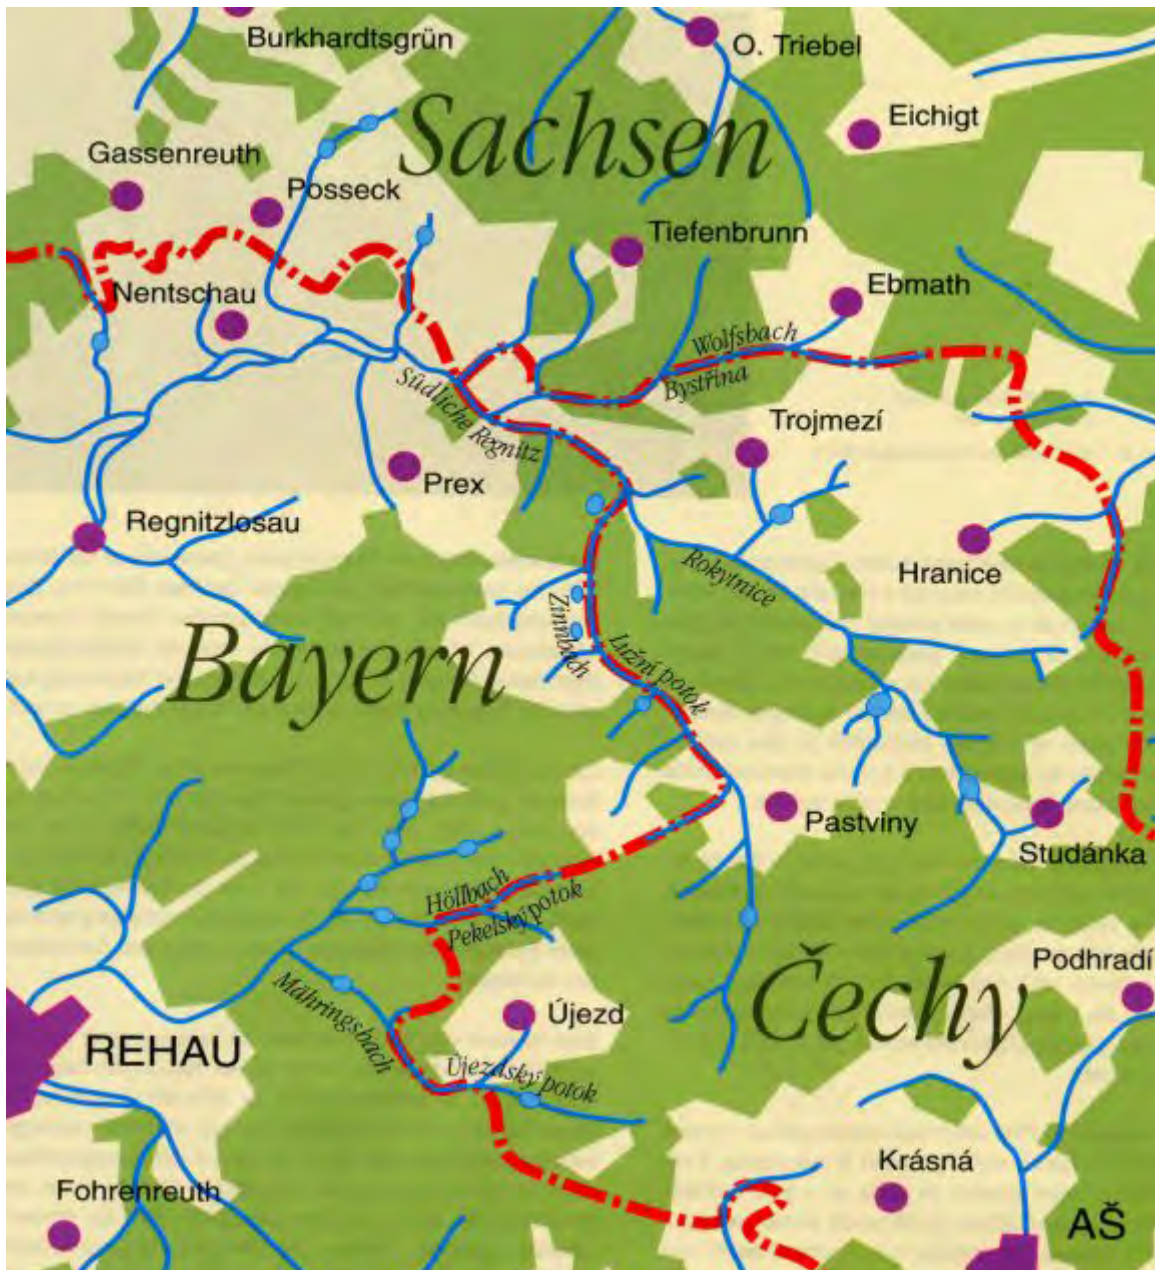 Burkhardtsgrün
O. Triebel
Sachsen
Eichigt
Gassenreuth
Posseck
Tiefenbrunn
Nentschau
Ebmath
Wolfsbach
Bystřina
Südliche Regnitz
Trojmezí
Prex
Regnitzlosau
Rokytnice
Hranice
Zinnbach
Lužní potok
Bayern
Pastviny
Studánka
Höllbach
Pekelský potok
Čechy
Podhradí
Mähringsbach
Újezd
REHAU
Újezdský potok
Krásná
Fohrenreuth
AŠ